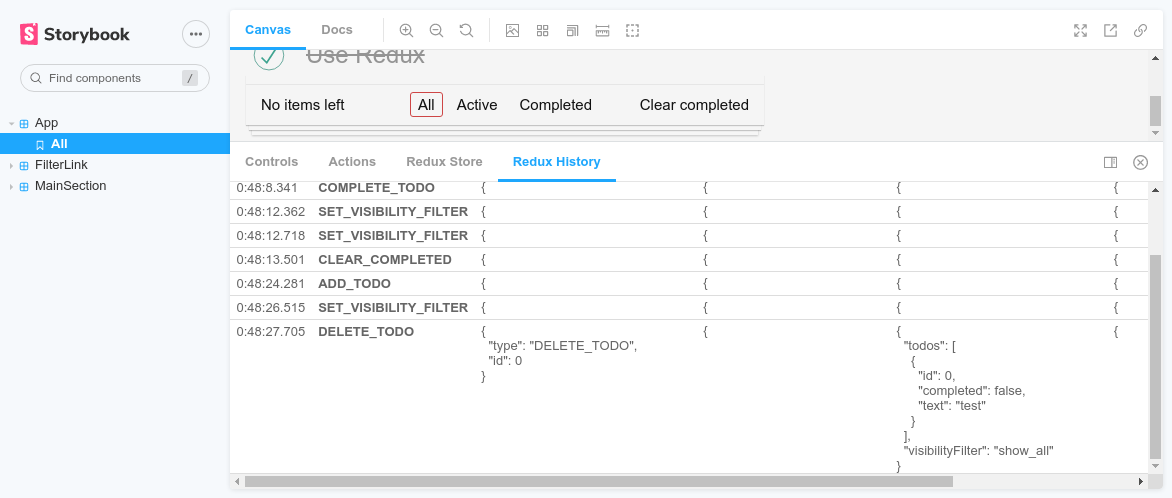 Storybook
Find components /
App
All
FilterLink
MainSection
Canvas Docs
Use Redux
No items left All Active Completed Clear completed
Controls Actions Redux Store Redux History
0:48:8.341 COMPLETE_TODO { { { {
0:48:12.362 SET_VISIBILITY_FILTER { { { {
0:48:12.718 SET_VISIBILITY_FILTER { { { {
0:48:13.501 CLEAR_COMPLETED { { { {
0:48:24.281 ADD_TODO { { { {
0:48:26.515 SET_VISIBILITY_FILTER { { { {
0:48:27.705 DELETE_TODO { { { {
"type": "DELETE_TODO", "todos": [
"id": 0 {
} "id": 0,
"completed": false,
"text": "test"
}
],
"visibilityFilter": "show_all"
}